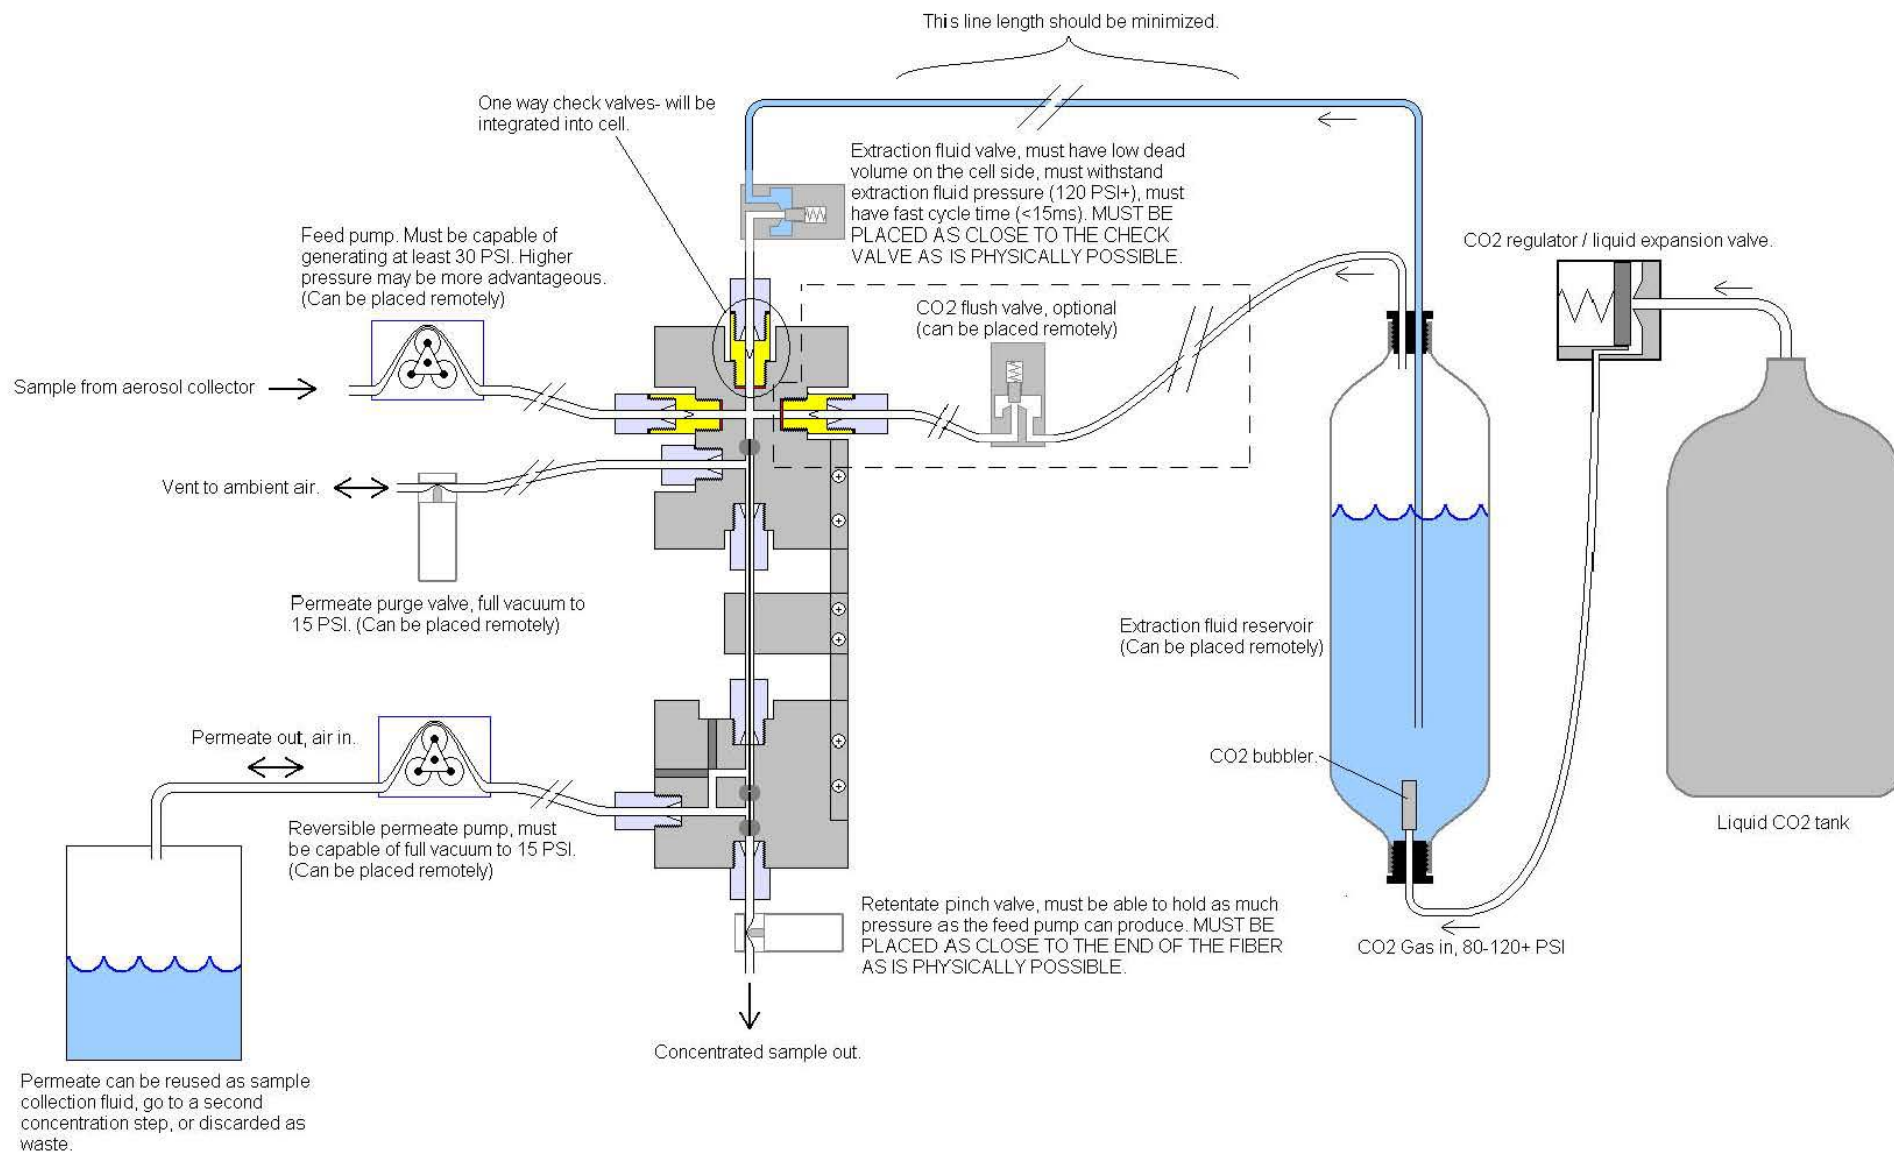 This line length should be minimized.
One way check valves- will be
integrated into cell.
Extraction fluid valve, must have low dead
volume on the cell side, must withstand
extraction fluid pressure (120 PSI+), must
have fast cycle time (<15ms). MUST BE
PLACED AS CLOSE TO THE CHECK
VALVE AS IS PHYSICALLY POSSIBLE.
Feed pump. Must be capable of
generating at least 30 PSI. Higher
pressure may be more advantageous.
(Can be placed remotely)
CO2 regulator / liquid expansion valve.
CO2 flush valve, optional
(can be placed remotely)
Sample from aerosol collector
Vent to ambient air.
Permeate purge valve, full vacuum to
15 PSI. (Can be placed remotely)
Extraction fluid reservoir
(Can be placed remotely)
Permeate out, air in.
CO2 bubbler.
Liquid CO2 tank
Reversible permeate pump, must
be capable of full vacuum to 15 PSI.
(Can be placed remotely)
Retentate pinch valve, must be able to hold as much
pressure as the feed pump can produce. MUST BE
PLACED AS CLOSE TO THE END OF THE FIBER
AS IS PHYSICALLY POSSIBLE.
CO2 Gas in, 80-120+ PSI
Concentrated sample out.
Permeate can be reused as sample
collection fluid, go to a second
concentration step, or discarded as
waste.